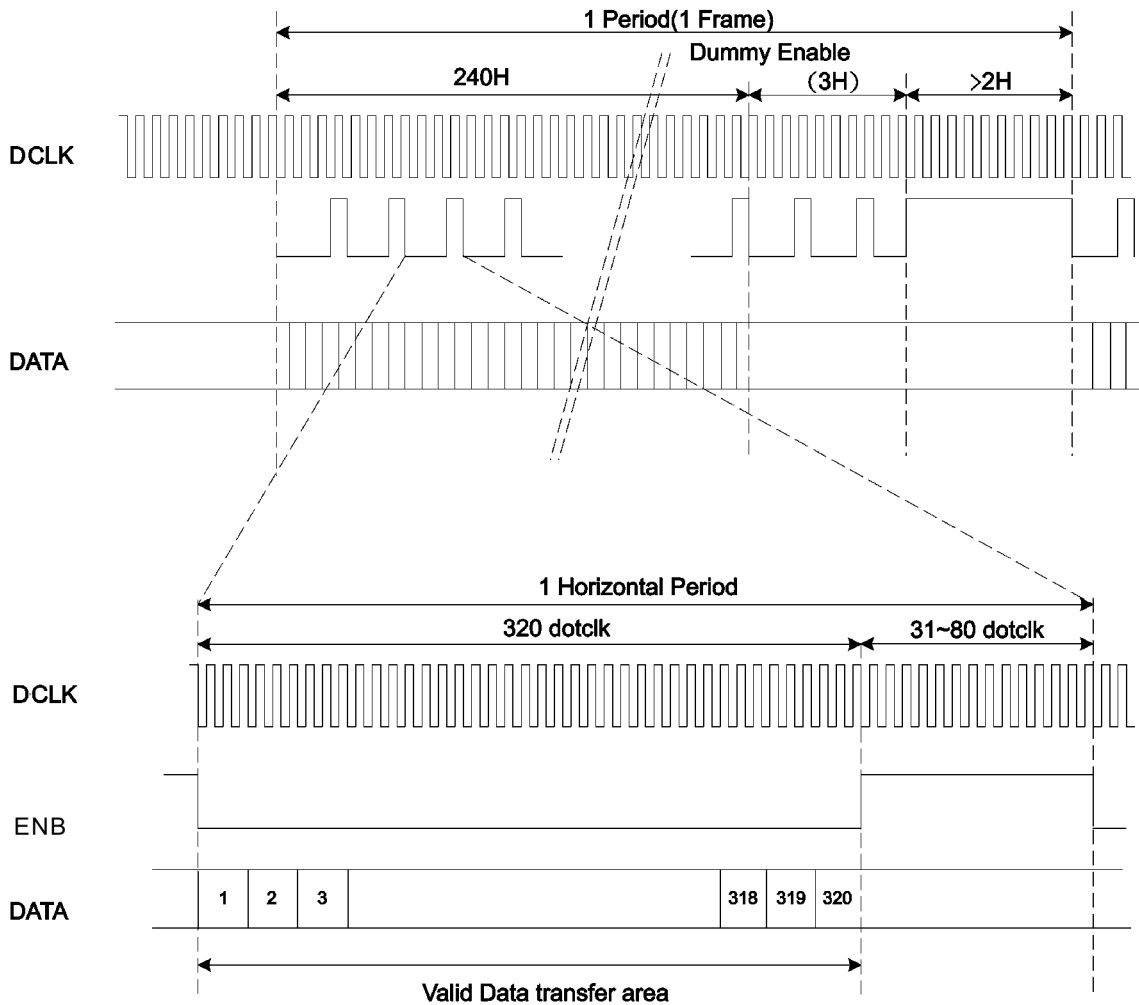 1 Period(1 Frame)
Dummy Enable
240H
(3H)
>2H
DCLK
DATA
1 Horizontal Period
320 dotclk
31~80 dotclk
DCLK
ENB
DATA
1 2 3 318 319 320
Valid Data transfer area